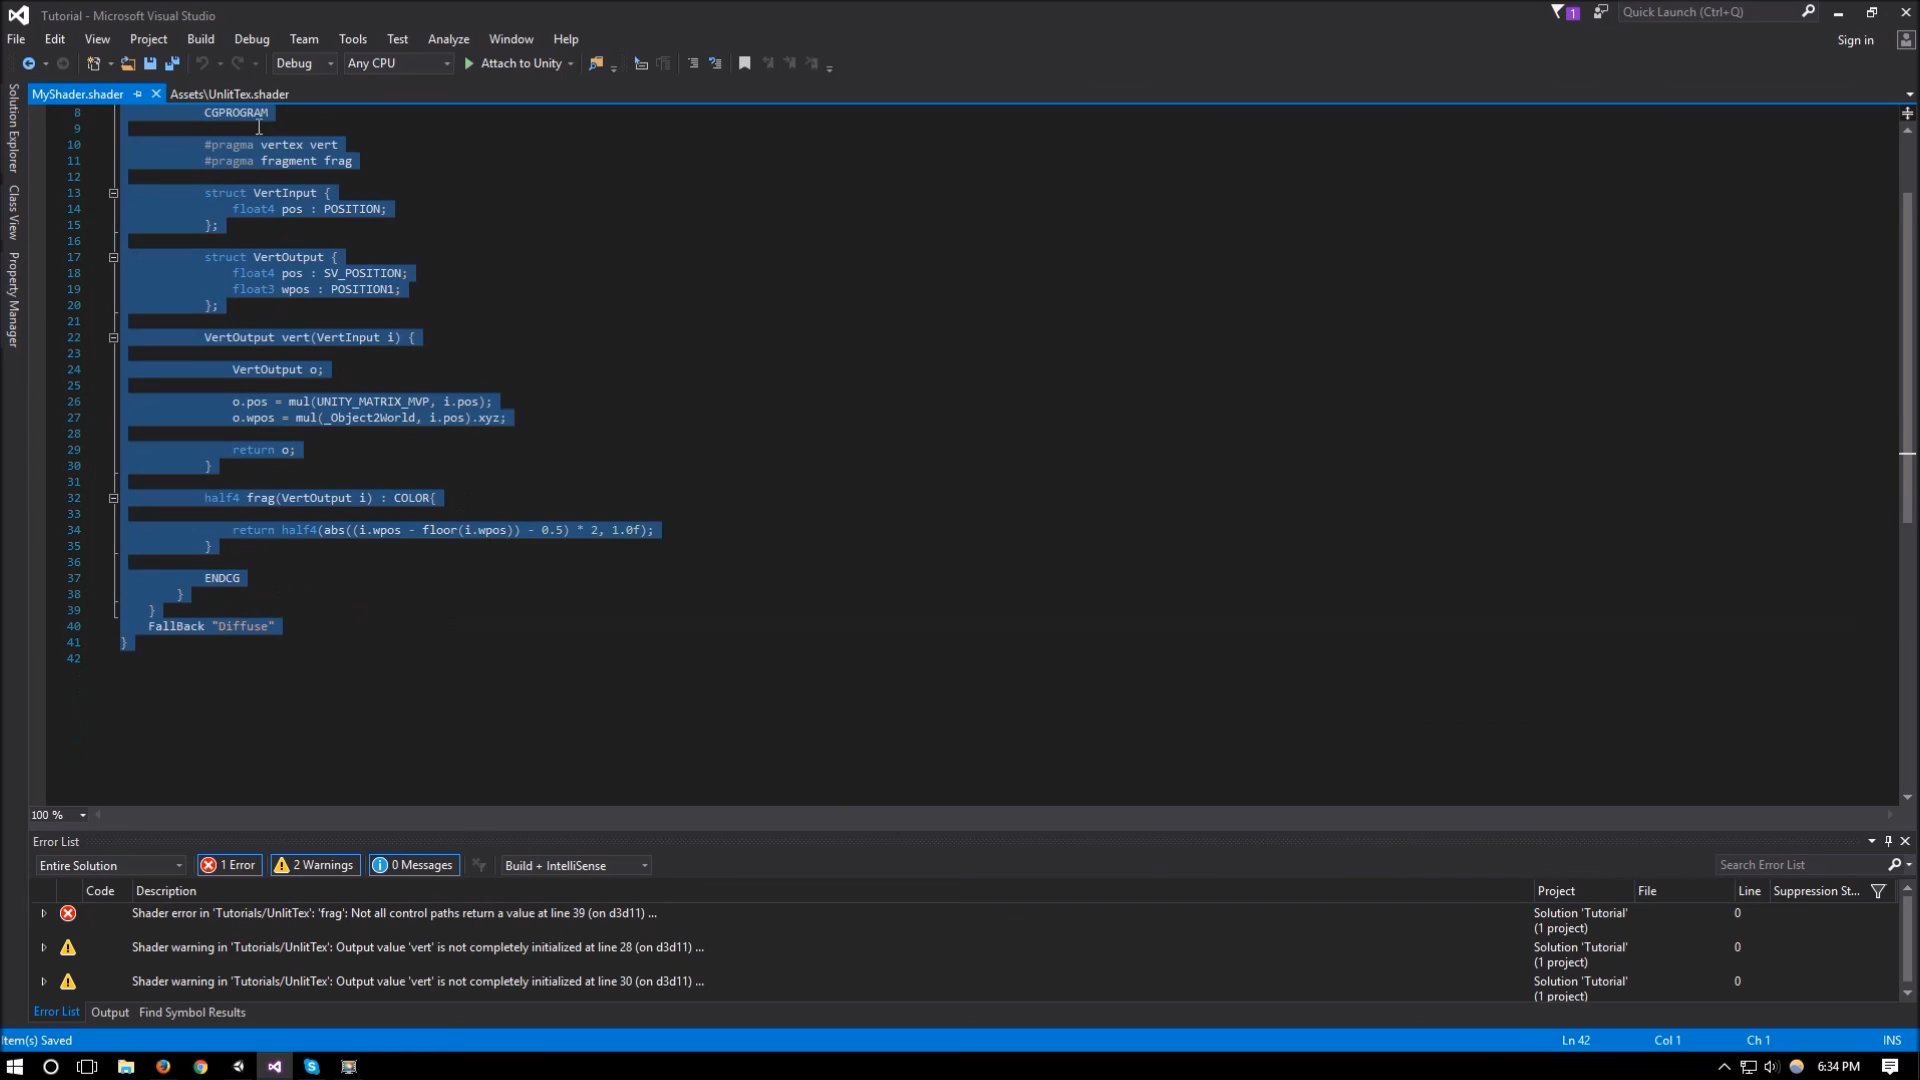 Tutorial - Microsoft Visual Studio
1
Quick Launch (Ctrl+Q)
File Edit View Project Build Debug Team Tools Test Analyze Window Help
Sign in
Debug Any CPU Attach to Unity
MyShader.shader Assets\UnlitTex.shader
Solution Explorer
Class View
Property Manager
8 CGPROGRAM
9
10 #pragma vertex vert
11 #pragma fragment frag
12
13 struct VertInput {
14 float4 pos : POSITION;
15 };
16
17 struct VertOutput {
18 float4 pos : SV_POSITION;
19 float3 wpos : POSITION1;
20 };
21
22 VertOutput vert(VertInput i) {
23
24 VertOutput o;
25
26 o.pos = mul(UNITY_MATRIX_MVP, i.pos);
27 o.wpos = mul(_Object2World, i.pos).xyz;
28
29 return o;
30 }
31
32 half4 frag(VertOutput i) : COLOR{
33
34 return half4(abs((i.wpos - floor(i.wpos)) - 0.5) * 2, 1.0f);
35 }
36
37 ENDCG
38 }
39 }
40 FallBack "Diffuse"
41 }
42
100 %
Error List
Entire Solution 1 Error 2 Warnings 0 Messages Build + IntelliSense Search Error List
Code Description Project File Line Suppression St...
Shader error in 'Tutorials/UnlitTex': 'frag': Not all control paths return a value at line 39 (on d3d11) ... Solution 'Tutorial' 0
(1 project)
Shader warning in 'Tutorials/UnlitTex': Output value 'vert' is not completely initialized at line 28 (on d3d11) ... Solution 'Tutorial' 0
(1 project)
Shader warning in 'Tutorials/UnlitTex': Output value 'vert' is not completely initialized at line 30 (on d3d11) ... Solution 'Tutorial' 0
(1 project)
Error List Output Find Symbol Results
Item(s) Saved Ln 42 Col 1 Ch 1 INS
6:34 PM